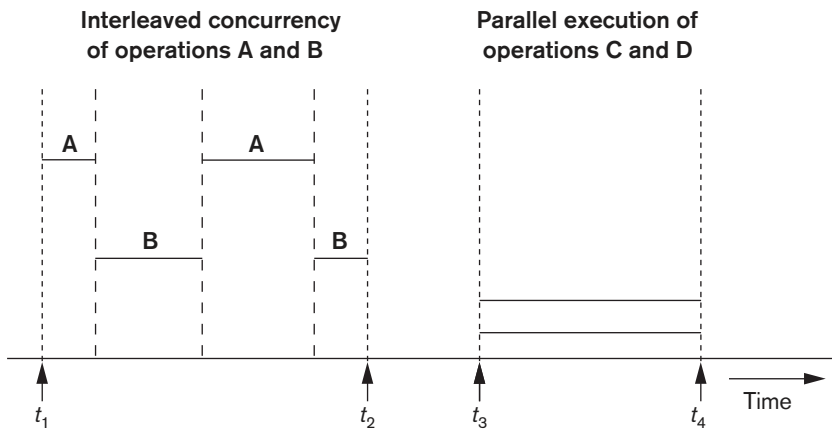 Interleaved concurrency
of operations A and B
Parallel execution of
operations C and D
A
A
B
B
t1
t2
t3
t4
Time